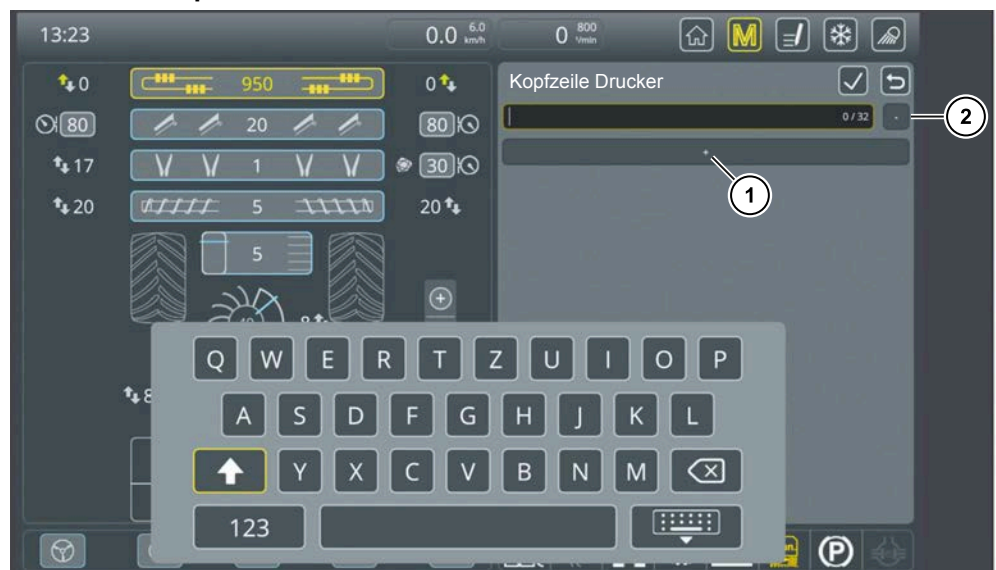 13:23
0.0 6.0 km/h
0 800 1/min
M
0 950 0
80 20 80
17 1 30
20 5 20
5
Kopfzeile Drucker
0 / 32 -
+
1
2
8
Q W E R T Z U I O P
A S D F G H J K L
Y X C V B N M
123
P